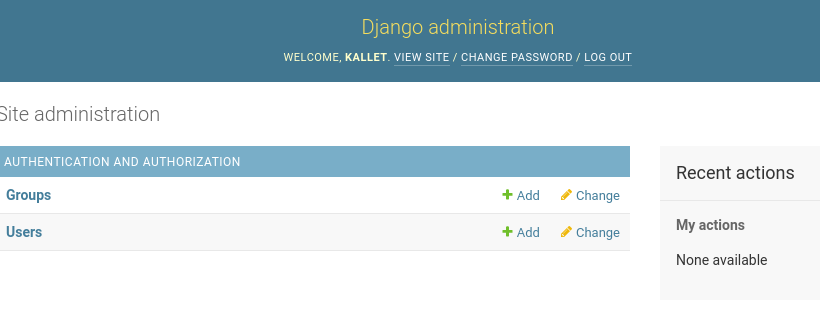 Django administration
WELCOME, KALLET. VIEW SITE / CHANGE PASSWORD / LOG OUT
Site administration
AUTHENTICATION AND AUTHORIZATION
Groups Add Change
Users Add Change
Recent actions
My actions
None available